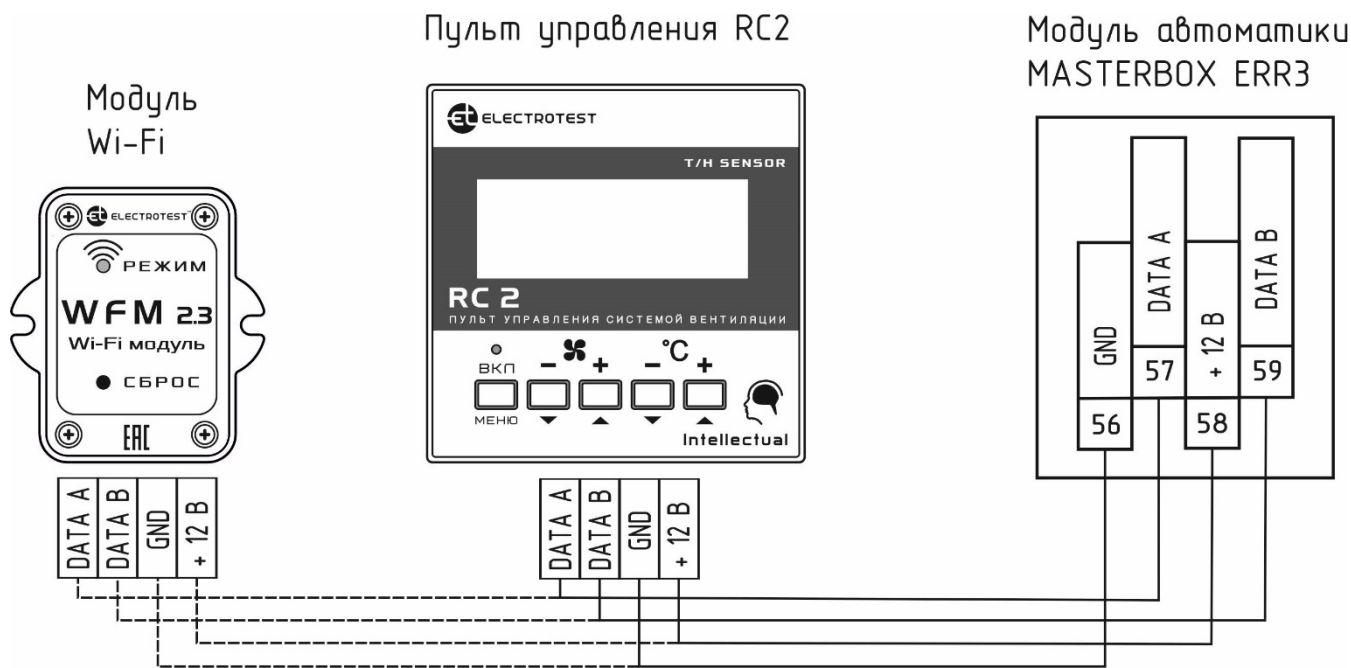 Пульт управления RC2
Модуль автоматики
MASTERBOX ERR3
Модуль
Wi-Fi
ELECTROTEST
РЕЖИМ
WFM 2.3
Wi-Fi модуль
СБРОС
EAC
DATA A
DATA B
GND
+ 12 В
ELECTROTEST
T/H SENSOR
RC 2
ПУЛЬТ УПРАВЛЕНИЯ СИСТЕМОЙ ВЕНТИЛЯЦИИ
ВКЛ
− +
°C
− +
МЕНЮ
Intellectual
DATA A
DATA B
GND
+ 12 В
GND
56
DATA A
57
+ 12 В
58
DATA B
59